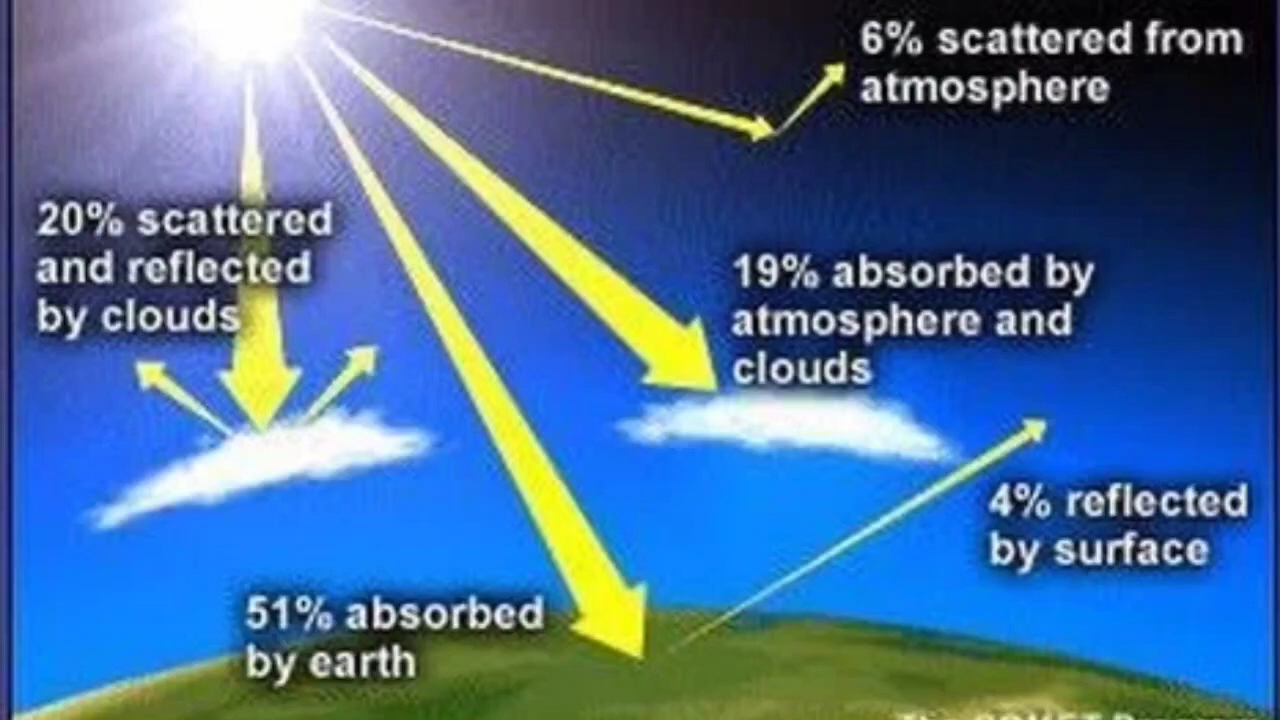 6% scattered from
atmosphere
20% scattered
and reflected
by clouds
19% absorbed by
atmosphere and
clouds
4% reflected
by surface
51% absorbed
by earth